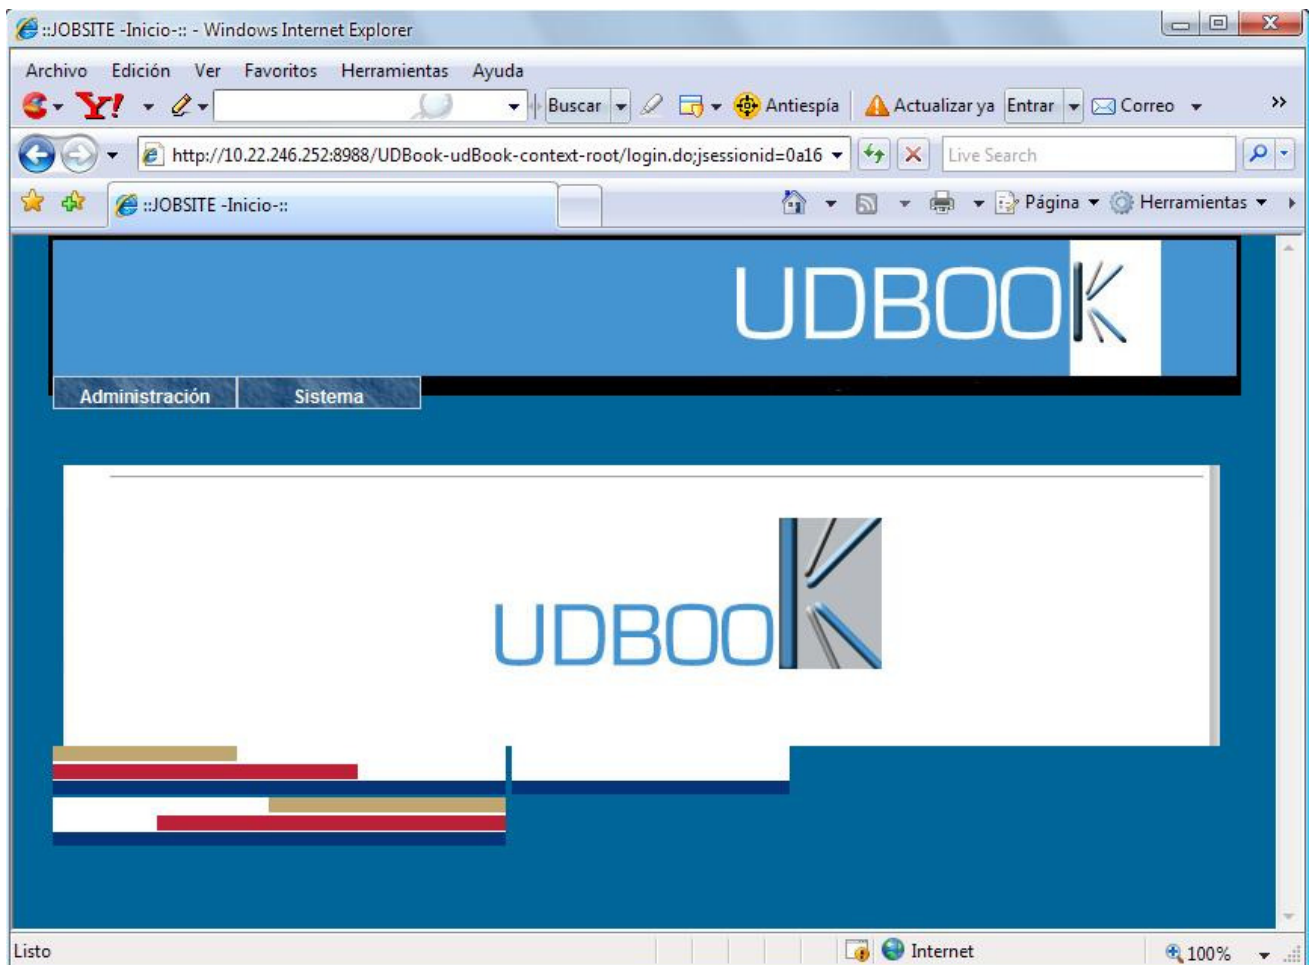 ::JOBSITE -Inicio-:: - Windows Internet Explorer
Archivo Edición Ver Favoritos Herramientas Ayuda
Y! Buscar Antiespía Actualizar ya Entrar Correo »
http://10.22.246.252:8988/UDBook-udBook-context-root/login.do;jsessionid=0a16 Live Search
::JOBSITE -Inicio-:: Página Herramientas
UDBOOK
Administración Sistema
UDBOOK
Listo Internet 100%